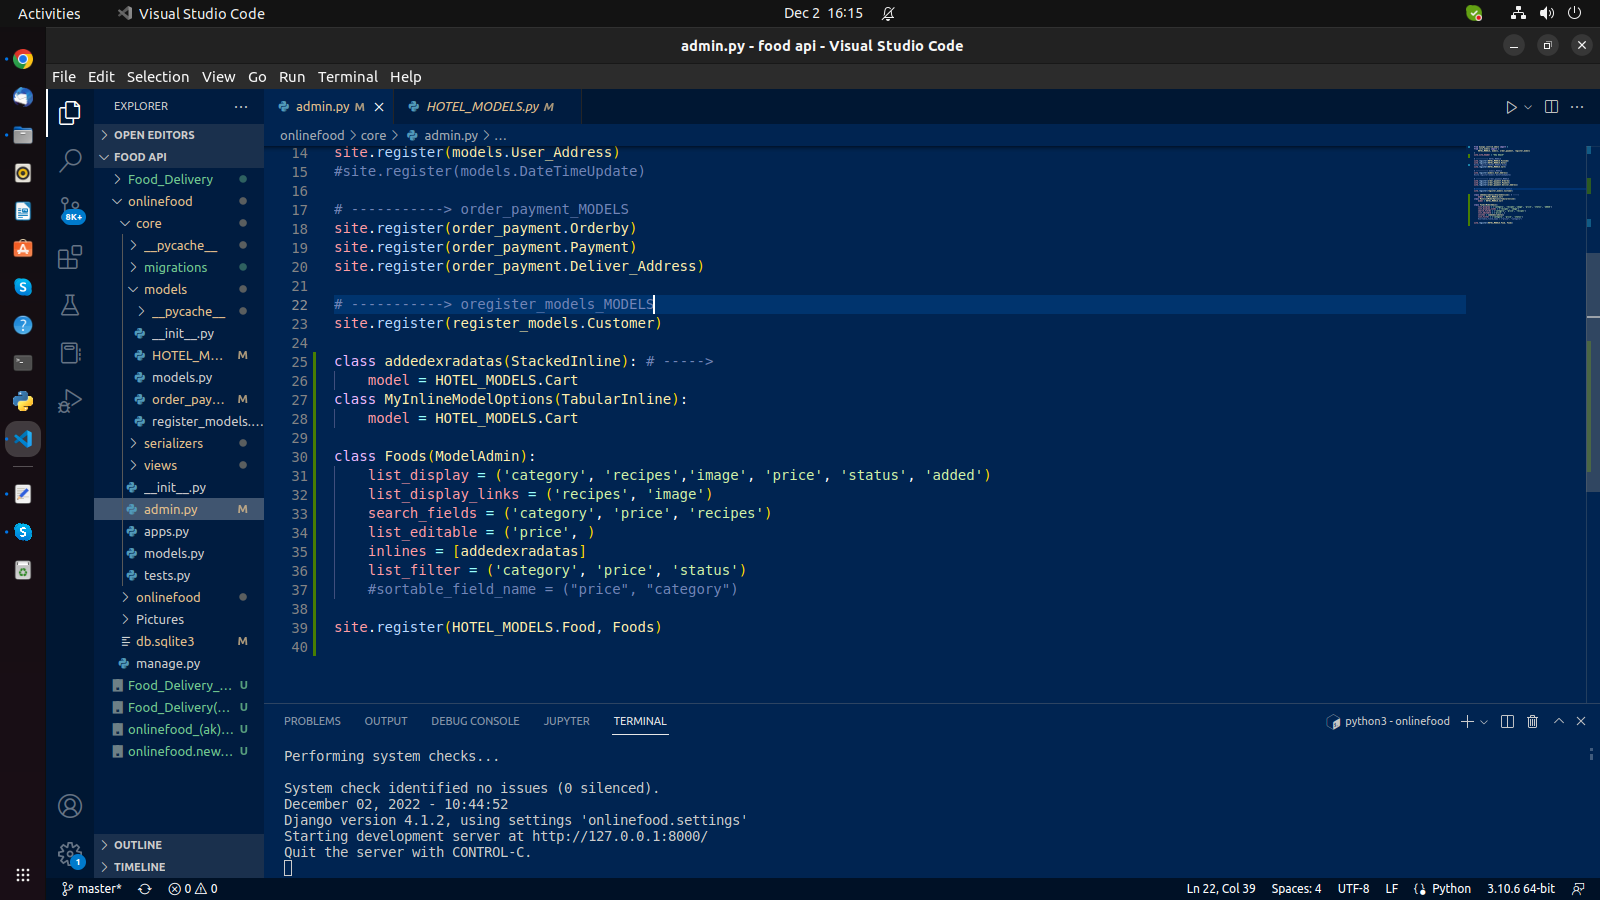 Activities
Visual Studio Code
Dec 2 16:15
admin.py - food api - Visual Studio Code
File Edit Selection View Go Run Terminal Help
EXPLORER
OPEN EDITORS
FOOD API
Food_Delivery
onlinefood
core
__pycache__
migrations
models
__pycache__
__init__.py
HOTEL_M... M
models.py
order_pay... M
register_models....
serializers
views
__init__.py
admin.py M
apps.py
models.py
tests.py
onlinefood
Pictures
db.sqlite3 M
manage.py
Food_Delivery_... U
Food_Delivery(... U
onlinefood_(ak)... U
onlinefood.new... U
OUTLINE
TIMELINE
8K+
1
admin.py M
HOTEL_MODELS.py M
onlinefood > core > admin.py > ...
14 site.register(models.User_Address)
15 #site.register(models.DateTimeUpdate)
16
17 # -----------> order_payment_MODELS
18 site.register(order_payment.Orderby)
19 site.register(order_payment.Payment)
20 site.register(order_payment.Deliver_Address)
21
22 # -----------> oregister_models_MODELS
23 site.register(register_models.Customer)
24
25 class addedexradatas(StackedInline): # ----->
26     model = HOTEL_MODELS.Cart
27 class MyInlineModelOptions(TabularInline):
28     model = HOTEL_MODELS.Cart
29
30 class Foods(ModelAdmin):
31     list_display = ('category', 'recipes','image', 'price', 'status', 'added')
32     list_display_links = ('recipes', 'image')
33     search_fields = ('category', 'price', 'recipes')
34     list_editable = ('price', )
35     inlines = [addedexradatas]
36     list_filter = ('category', 'price', 'status')
37     #sortable_field_name = ("price", "category")
38
39 site.register(HOTEL_MODELS.Food, Foods)
40
PROBLEMS OUTPUT DEBUG CONSOLE JUPYTER TERMINAL
python3 - onlinefood
Performing system checks...
System check identified no issues (0 silenced).
December 02, 2022 - 10:44:52
Django version 4.1.2, using settings 'onlinefood.settings'
Starting development server at http://127.0.0.1:8000/
Quit the server with CONTROL-C.
master* 0 0
Ln 22, Col 39 Spaces: 4 UTF-8 LF Python 3.10.6 64-bit